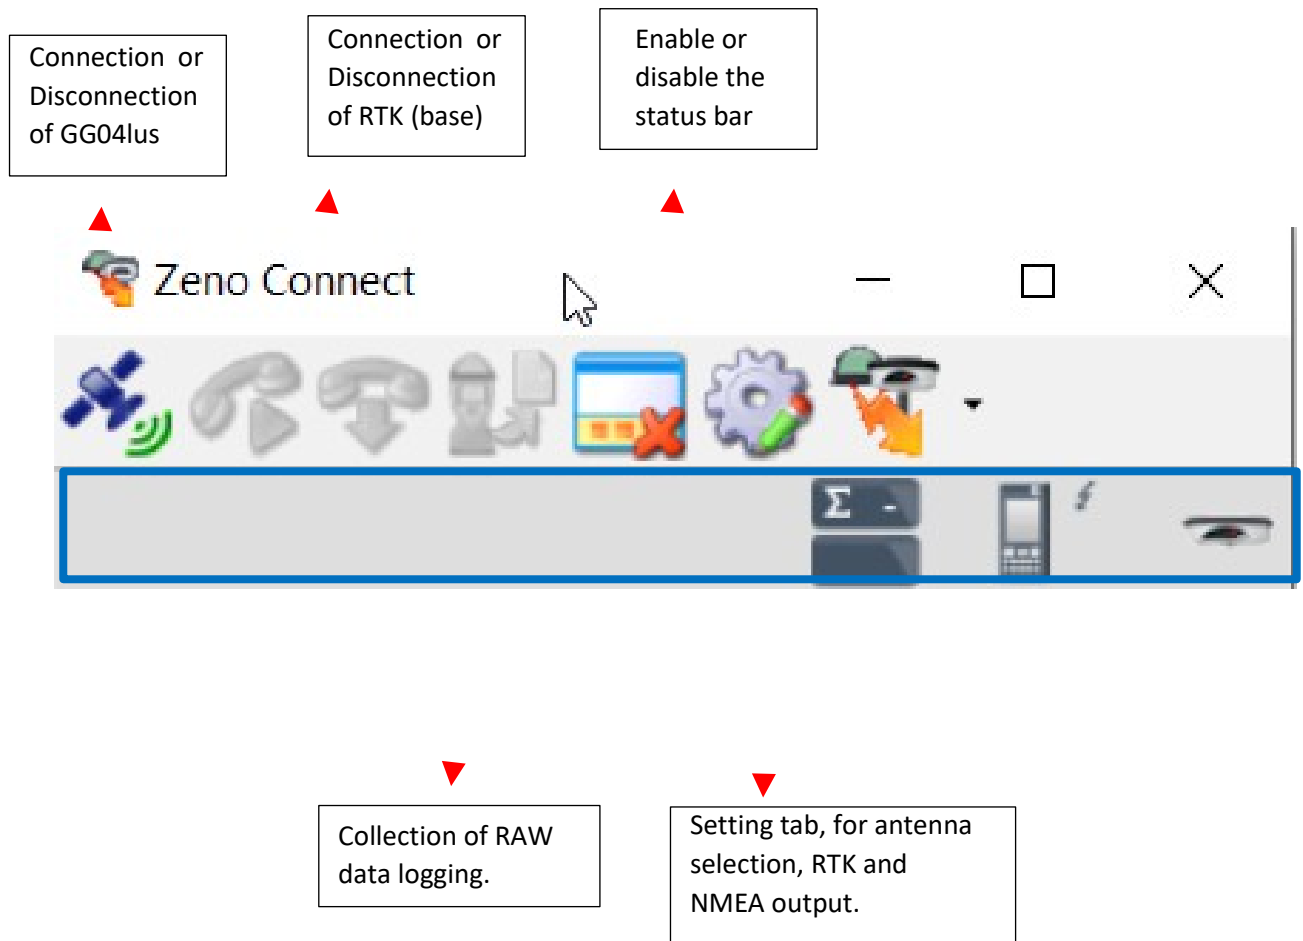 Connection or
Disconnection
of GG04lus
Connection or
Disconnection
of RTK (base)
Enable or
disable the
status bar
Zeno Connect
Σ -
Collection of RAW
data logging.
Setting tab, for antenna
selection, RTK and
NMEA output.